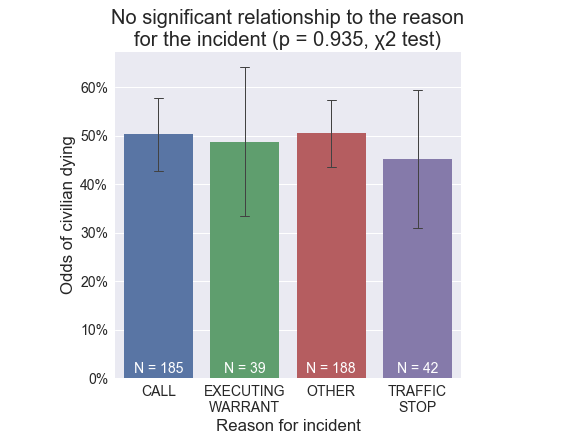 No significant relationship to the reason
for the incident (p = 0.935, χ2 test)
Odds of civilian dying
60%
50%
40%
30%
20%
10%
0%
N = 185
N = 39
N = 188
N = 42
CALL
EXECUTING
WARRANT
OTHER
TRAFFIC
STOP
Reason for incident